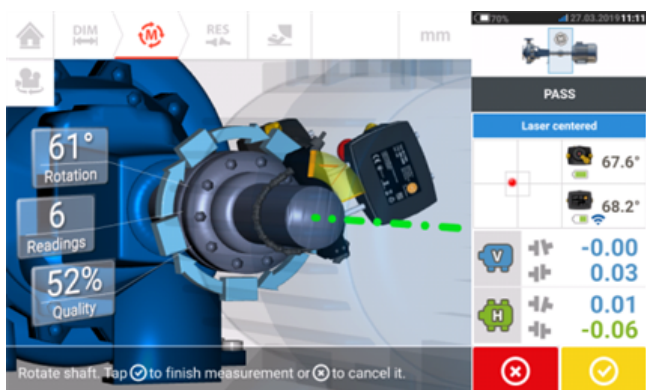 DIM
M
RES
mm
61°
Rotation
6
Readings
52%
Quality
Rotate shaft. Tap to finish measurement or to cancel it.
70%
27.03.2019 11:11
PASS
Laser centered
67.6°
68.2°
V
-0.00
0.03
H
0.01
-0.06